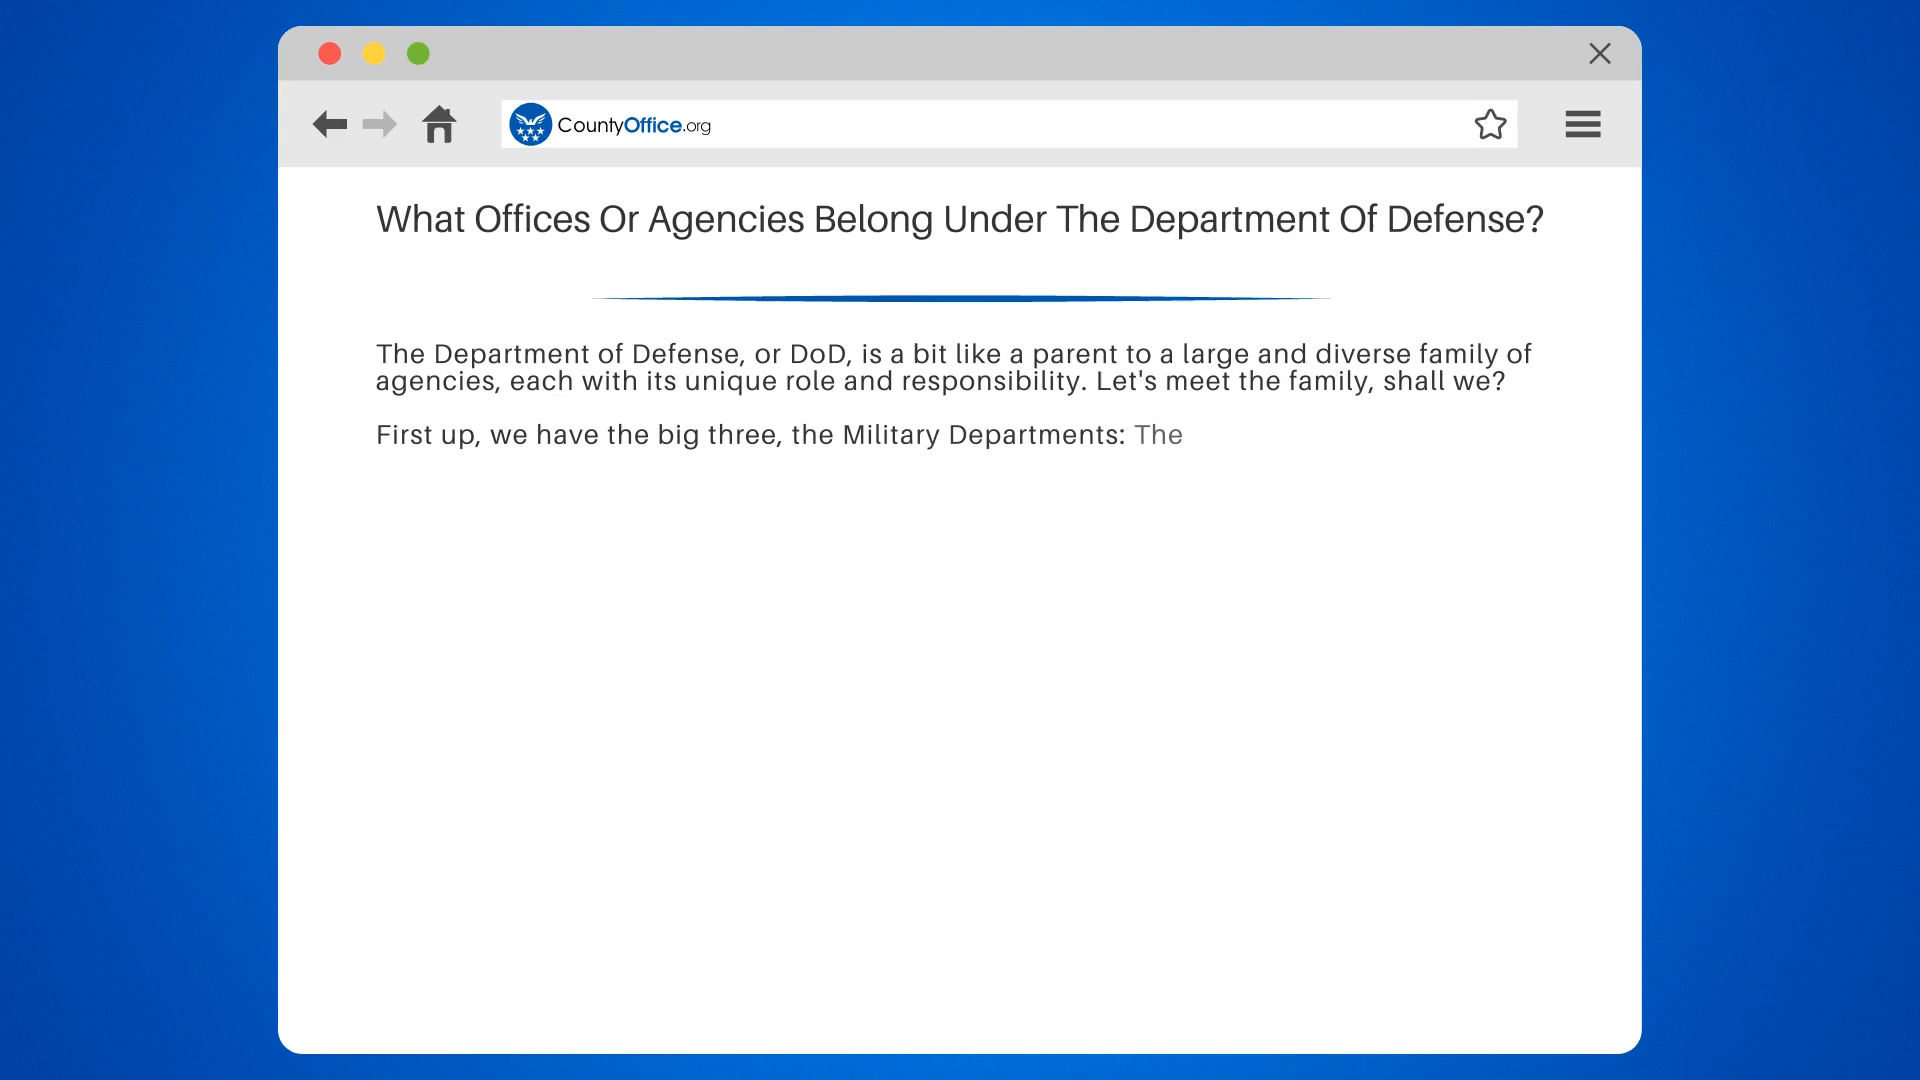 CountyOffice.org
What Offices Or Agencies Belong Under The Department Of Defense?
The Department of Defense, or DoD, is a bit like a parent to a large and diverse family of
agencies, each with its unique role and responsibility. Let's meet the family, shall we?
First up, we have the big three, the Military Departments: The